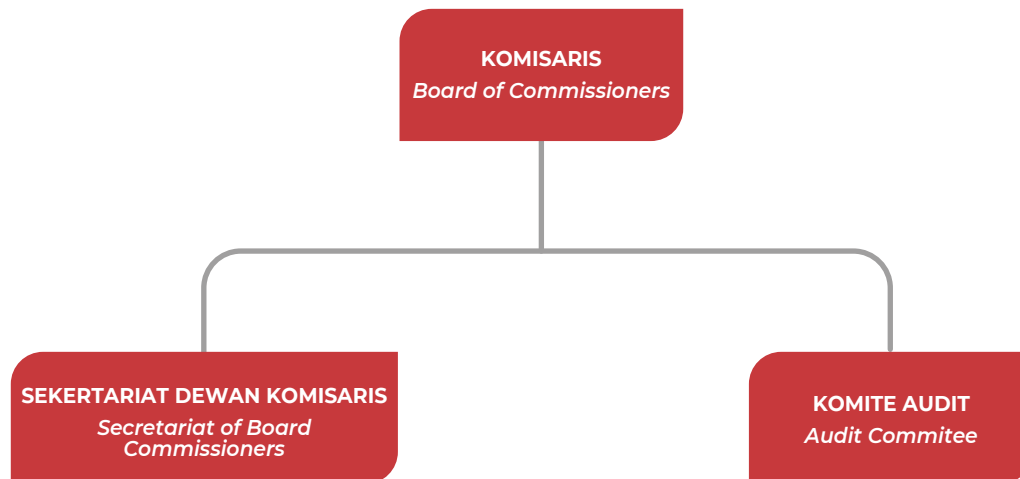 KOMISARIS
Board of Commissioners
SEKERTARIAT DEWAN KOMISARIS
Secretariat of Board
Commissioners
KOMITE AUDIT
Audit Commitee